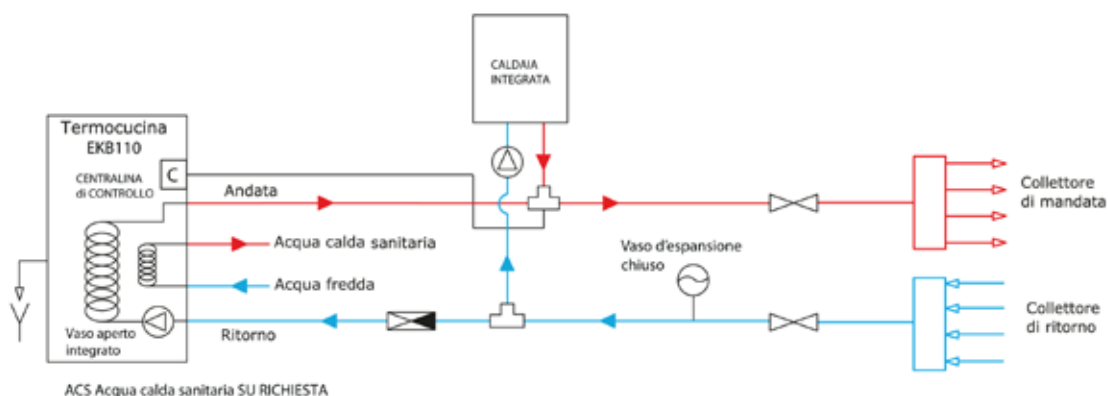 CALDAIA
INTEGRATA
Termocucina
EKB110
CENTRALINA
di CONTROLLO
C
Andata
Acqua calda sanitaria
Acqua fredda
Vaso aperto
integrato
Ritorno
Vaso d'espansione
chiuso
Collettore
di mandata
Collettore
di ritorno
ACS Acqua calda sanitaria SU RICHIESTA